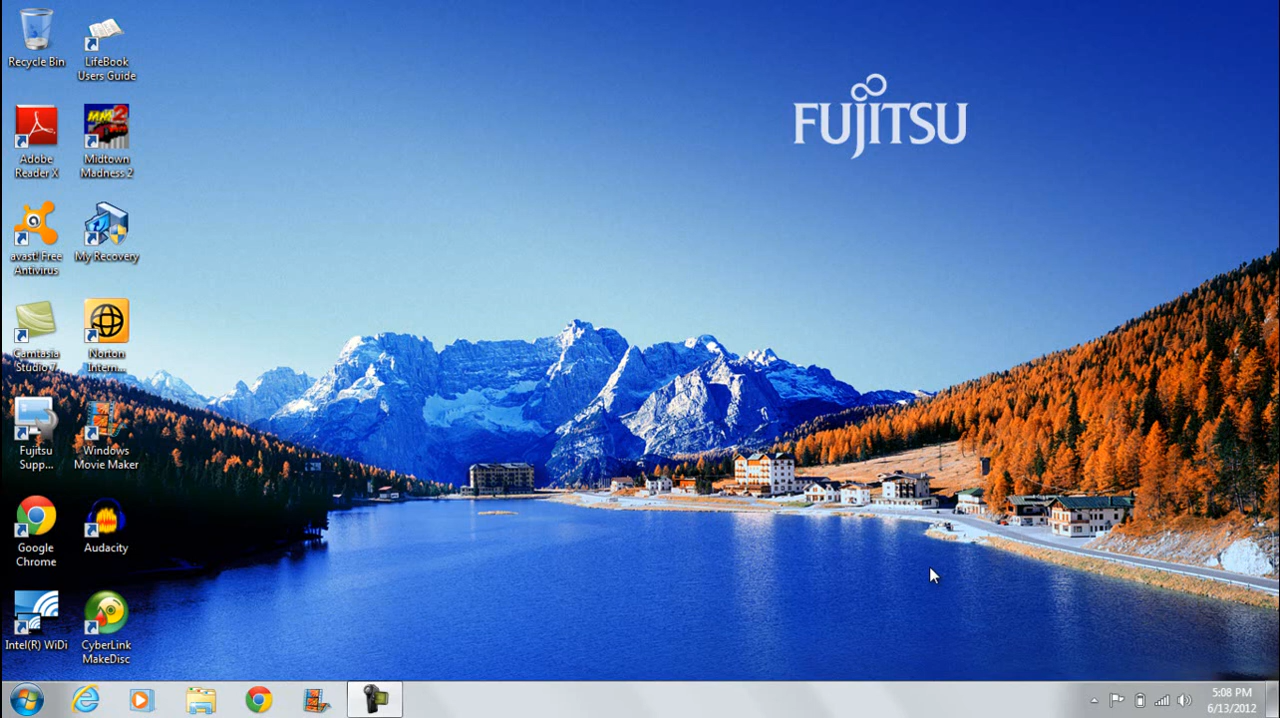 Recycle Bin
LifeBook
Users Guide
FUJITSU
Adobe
Reader X
MM2
Midtown
Madness 2
avast! Free
Antivirus
My Recovery
Camtasia
Studio 7
Norton
Intern...
Fujitsu
Supp...
Windows
Movie Maker
Google
Chrome
Audacity
Intel(R) WiDi
CyberLink
MakeDisc
5:08 PM
6/13/2012